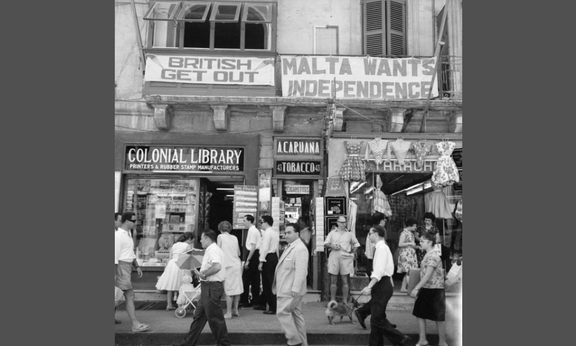 BRITISH
GET OUT
MALTA WANTS
INDEPENDENCE
COLONIAL LIBRARY
PRINTERS & RUBBER STAMP MANUFACTURERS
A. CARUANA
TOBACCO